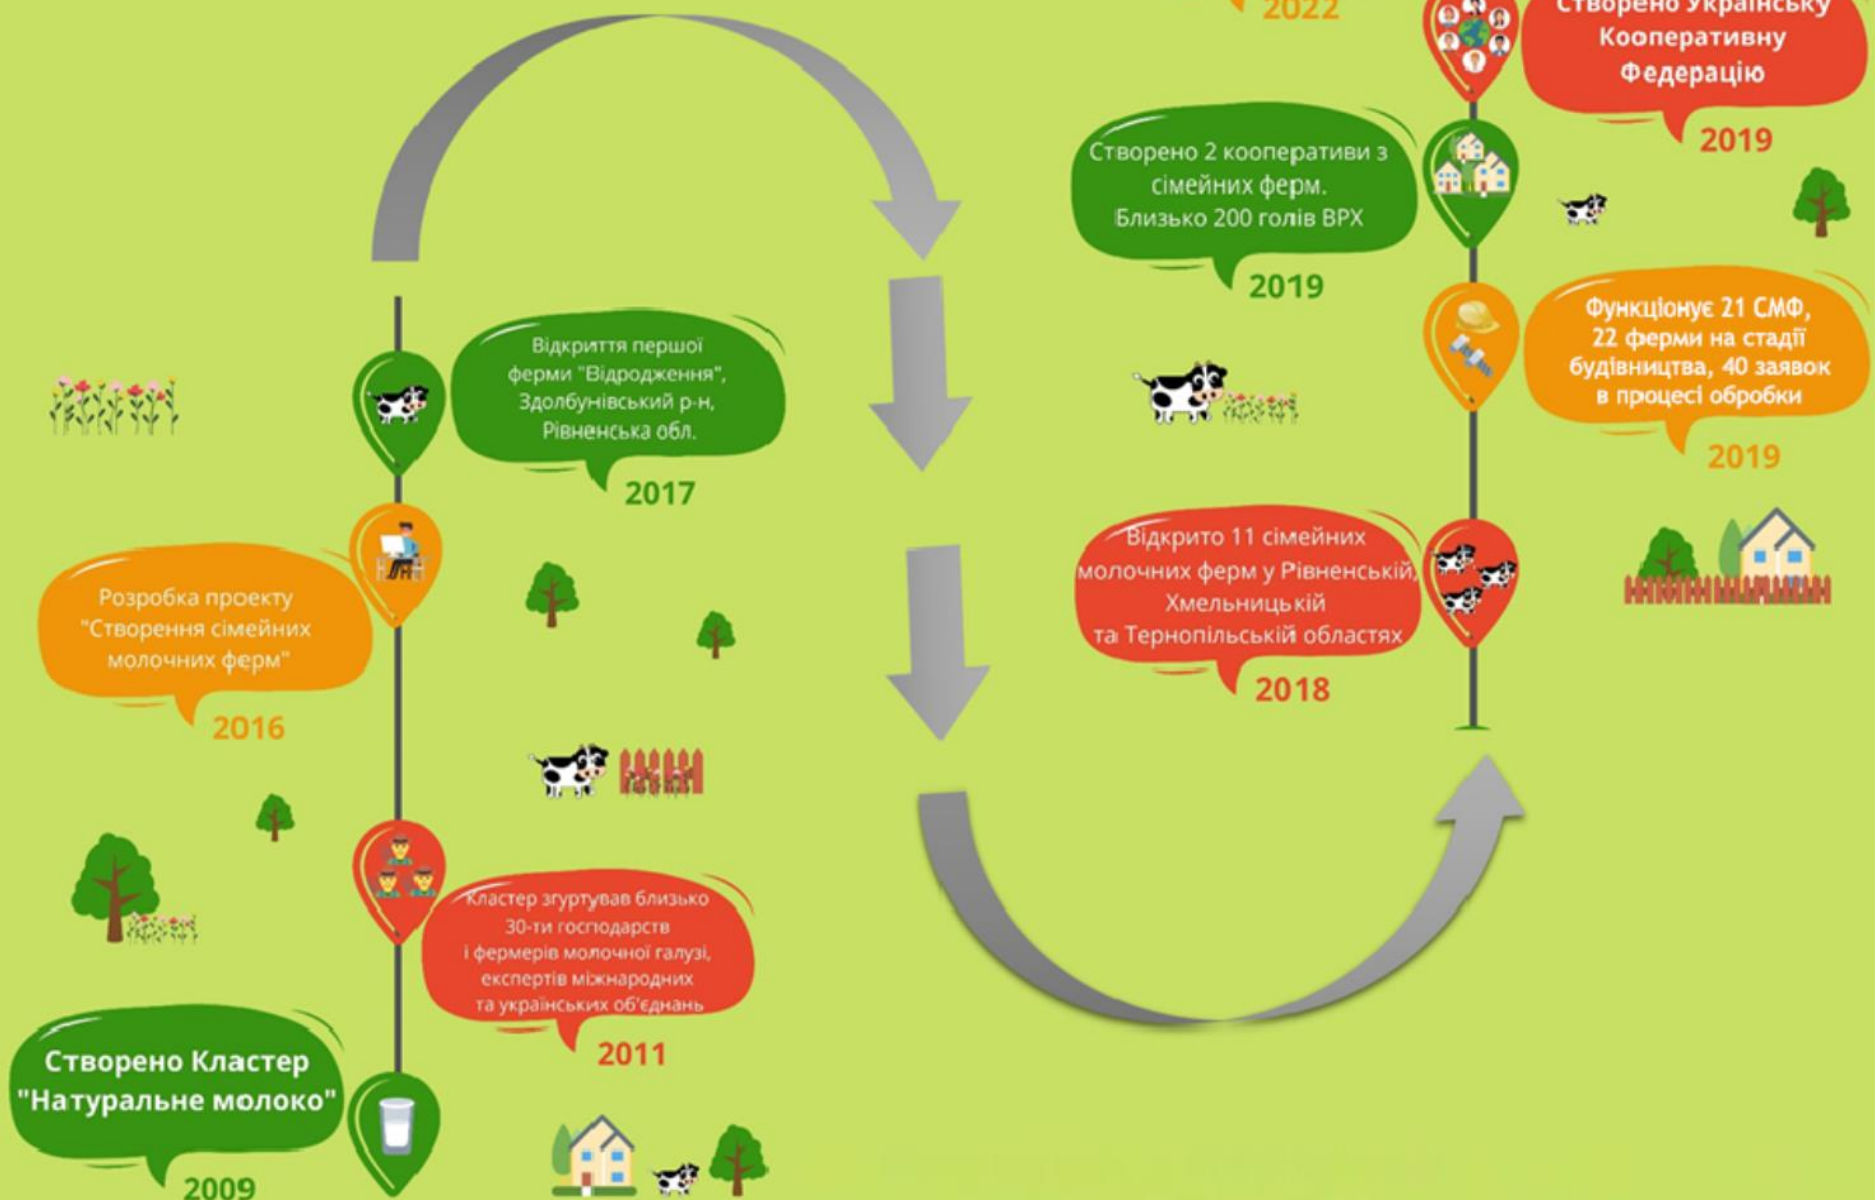 2022
Створено Українську
Кооперативну
Федерацію
2019
Створено 2 кооперативи з
сімейних ферм.
Близько 200 голів ВРХ
2019
Функціонує 21 СМФ,
22 ферми на стадії
будівництва, 40 заявок
в процесі обробки
2019
Відкрито 11 сімейних
молочних ферм у Рівненській,
Хмельницькій
та Тернопільській областях
2018
Відкриття першої
ферми "Відродження",
Здолбунівський р-н,
Рівненська обл.
2017
Розробка проекту
"Створення сімейних
молочних ферм"
2016
Кластер згуртував близько
30-ти господарств
і фермерів молочної галузі,
експертів міжнародних
та українських об'єднань
2011
Створено Кластер
"Натуральне молоко"
2009